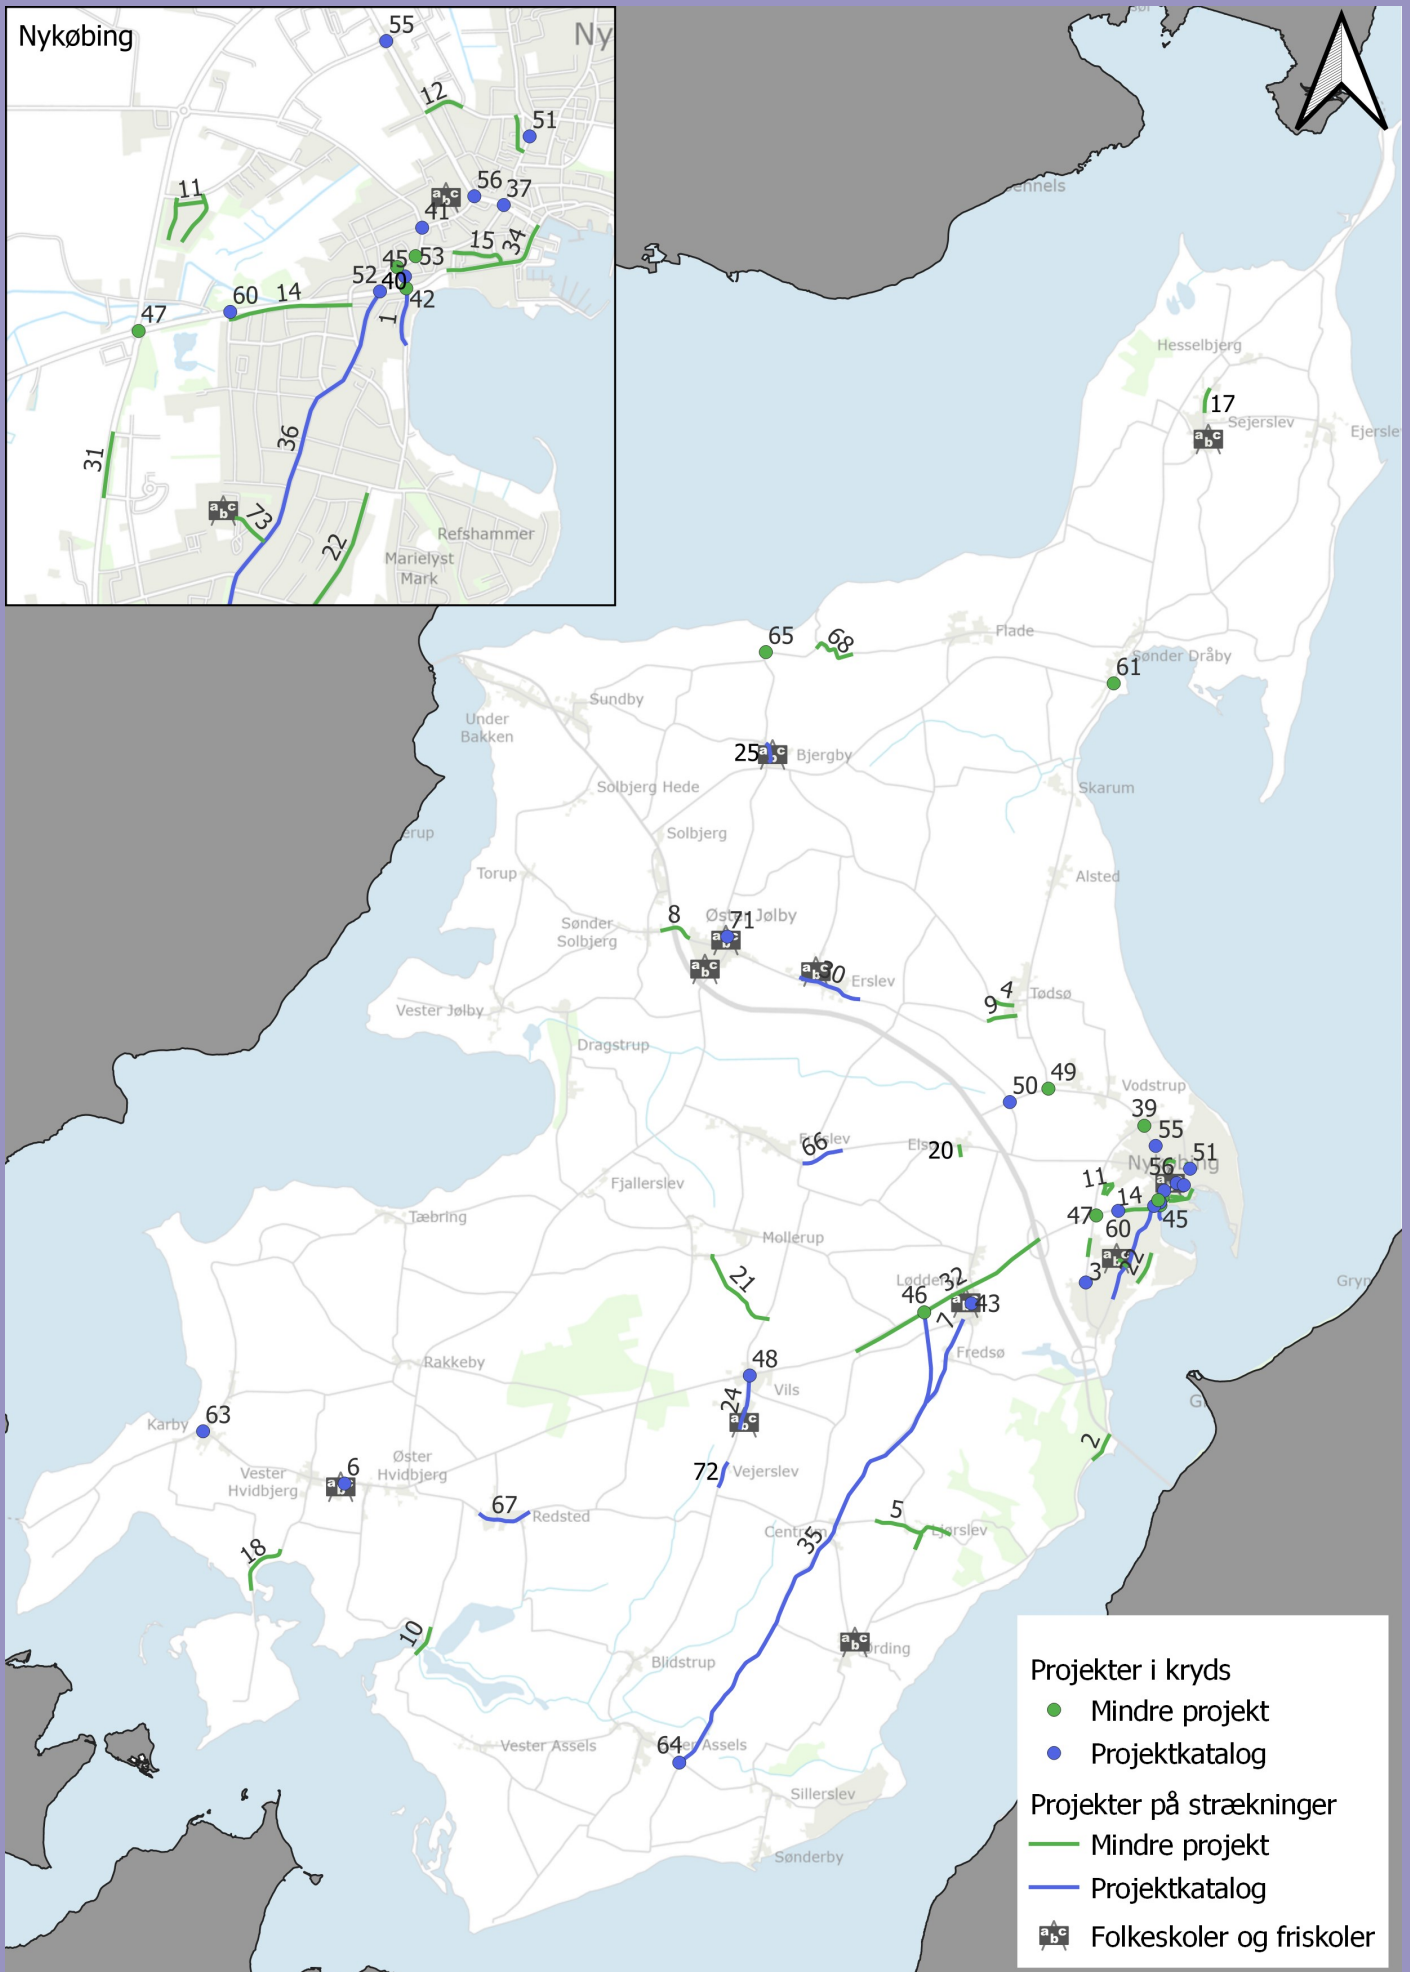 Nykøbing
Ny
55
12
51
11
56
37
41
15
34
45
53
52
40
42
60
14
47
1
36
31
73
22
Refshammer
Marielyst
Mark
Hesselbjerg
17
Sejerslev
65
68
Flade
Sønder Dråby
61
Sundby
Under
Bakken
25
Bjergby
Solbjerg Hede
Skarum
Solbjerg
Torup
Alsted
8
Øster Jølby
71
Sønder
Solbjerg
Erslev
4
9
Tødsø
Vester Jølby
Dragstrup
50
49
Vodstrup
39
55
66
20
51
56
Fjallerslev
11
14
Tæbring
47
60
45
Mollerup
22
21
3
32
46
43
7
Fredsø
48
Rakkeby
24
Vils
63
Karby
2
6
Øster
Hvidbjerg
Vester
Hvidbjerg
72
Vejerslev
67
Redsted
5
35
18
10
Blidstrup
64
Vester Assels
Sillerslev
Sønderby
Projekter i kryds
Mindre projekt
Projektkatalog
Projekter på strækninger
Mindre projekt
Projektkatalog
abc Folkeskoler og friskoler